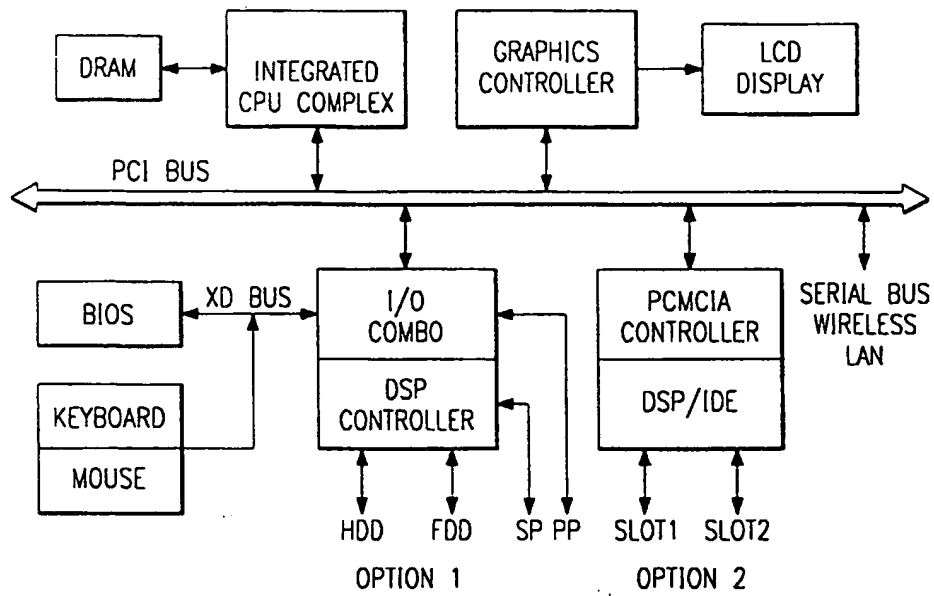 DRAM
INTEGRATED
CPU COMPLEX
GRAPHICS
CONTROLLER
LCD
DISPLAY
PCI BUS
BIOS
XD BUS
I/O
COMBO
PCMCIA
CONTROLLER
SERIAL BUS
WIRELESS
LAN
KEYBOARD
MOUSE
DSP
CONTROLLER
DSP/IDE
HDD
FDD
SP
PP
SLOT1
SLOT2
OPTION 1
OPTION 2